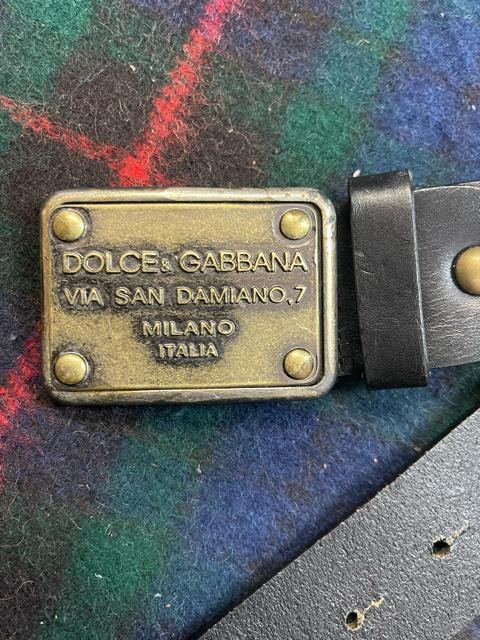 DOLCE & GABBANA
VIA SAN DAMIANO,7
MILANO
ITALIA